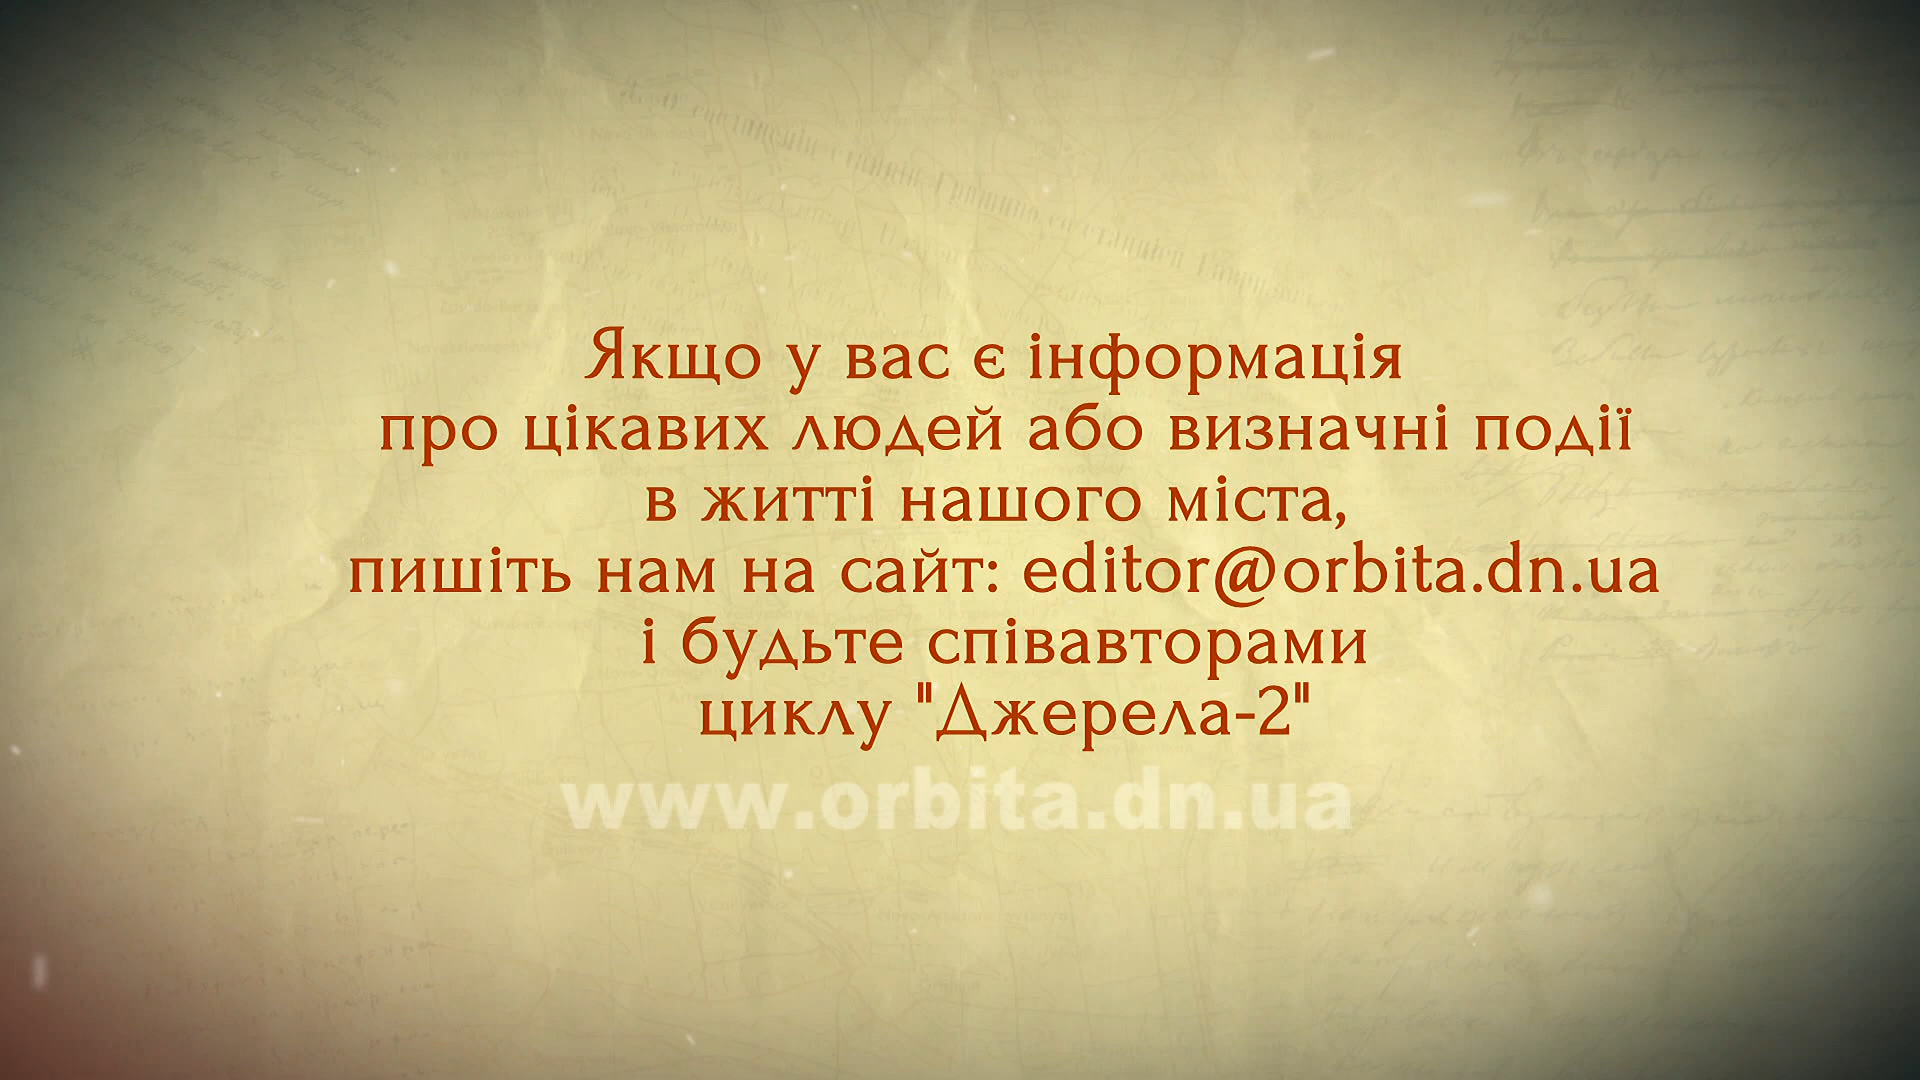 Якщо у вас є інформація
про цікавих людей або визначні події
в житті нашого міста,
пишіть нам на сайт: editor@orbita.dn.ua
і будьте співавторами
циклу "Джерела-2"
www.orbita.dn.ua